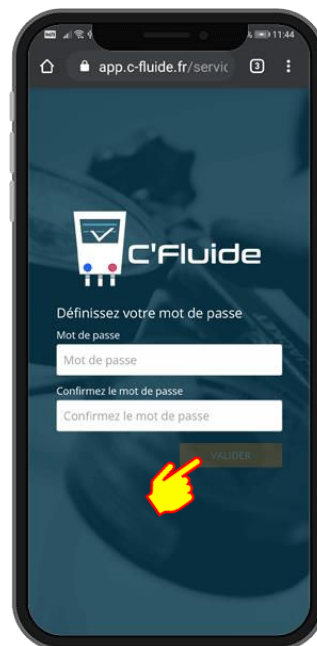 11:44
app.c-fluide.fr/servic
3
C'Fluide
Définissez votre mot de passe
Mot de passe
Mot de passe
Confirmez le mot de passe
Confirmez le mot de passe
VALIDER